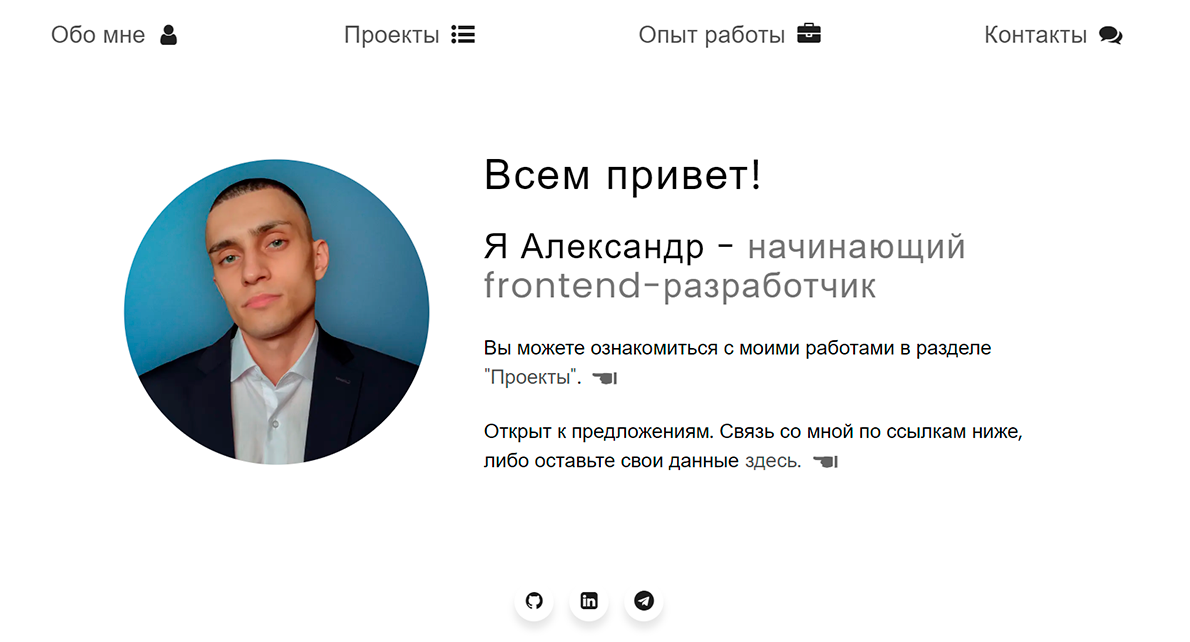 Обо мне
Проекты
Опыт работы
Контакты
Всем привет!
Я Александр - начинающий
frontend-разработчик
Вы можете ознакомиться с моими работами в разделе
"Проекты".
Открыт к предложениям. Связь со мной по ссылкам ниже,
либо оставьте свои данные здесь.
in